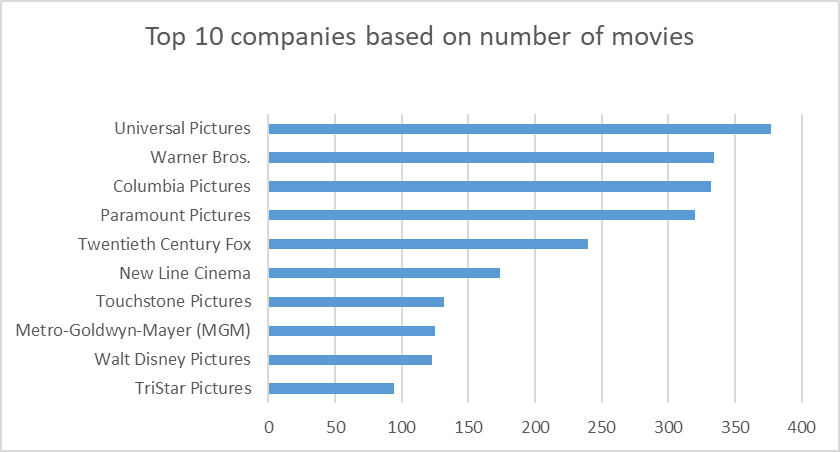 Top 10 companies based on number of movies
Universal Pictures
Warner Bros.
Columbia Pictures
Paramount Pictures
Twentieth Century Fox
New Line Cinema
Touchstone Pictures
Metro-Goldwyn-Mayer (MGM)
Walt Disney Pictures
TriStar Pictures
0 50 100 150 200 250 300 350 400